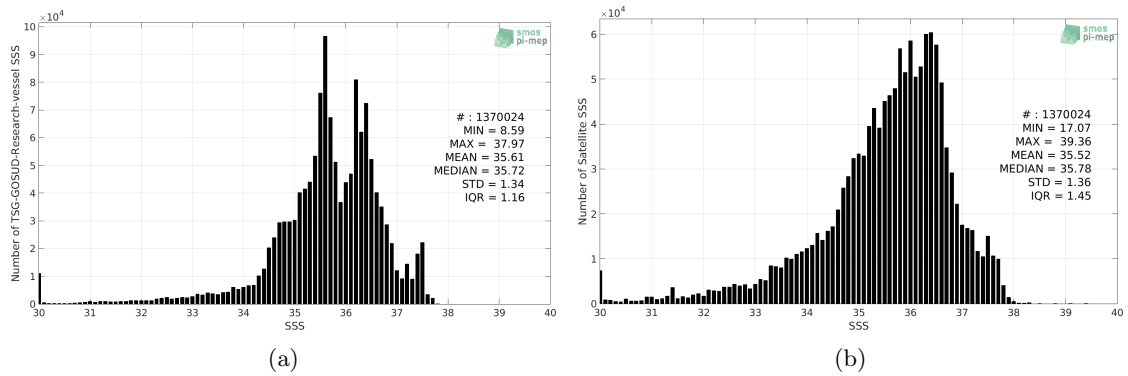 ×10⁴
10
9
8
7
6
5
4
3
2
1
0
Number of TSG-GOSUD-Research-vessel SSS
smos
pi-mep
# : 1370024
MIN = 8.59
MAX = 37.97
MEAN = 35.61
MEDIAN = 35.72
STD = 1.34
IQR = 1.16
30 31 32 33 34 35 36 37 38 39 40
SSS
(a)
×10⁴
6
5
4
3
2
1
0
Number of Satellite SSS
smos
pi-mep
# : 1370024
MIN = 17.07
MAX = 39.36
MEAN = 35.52
MEDIAN = 35.78
STD = 1.36
IQR = 1.45
30 31 32 33 34 35 36 37 38 39 40
SSS
(b)